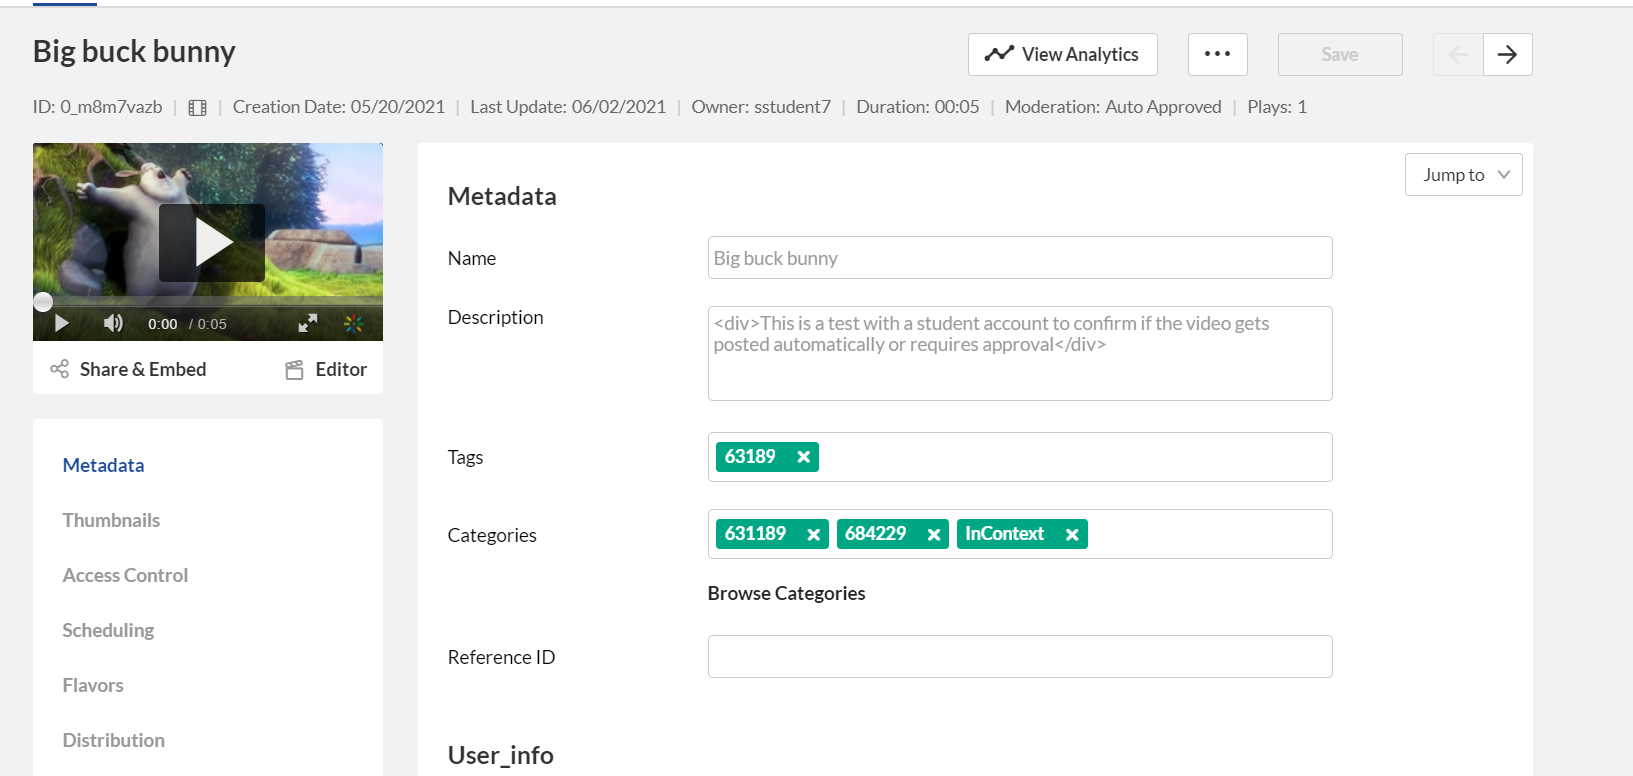 Big buck bunny
View Analytics
Save
ID: 0_m8m7vazb | Creation Date: 05/20/2021 | Last Update: 06/02/2021 | Owner: sstudent7 | Duration: 00:05 | Moderation: Auto Approved | Plays: 1
0:00 / 0:05
Share & Embed Editor
Metadata
Thumbnails
Access Control
Scheduling
Flavors
Distribution
Jump to
Metadata
Name Big buck bunny
Description <div>This is a test with a student account to confirm if the video gets
posted automatically or requires approval</div>
Tags 63189
Categories 631189 684229 InContext
Browse Categories
Reference ID
User_info